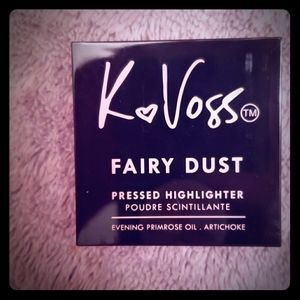 K♥Voss™
FAIRY DUST
PRESSED HIGHLIGHTER
POUDRE SCINTILLANTE
EVENING PRIMROSE OIL . ARTICHOKE